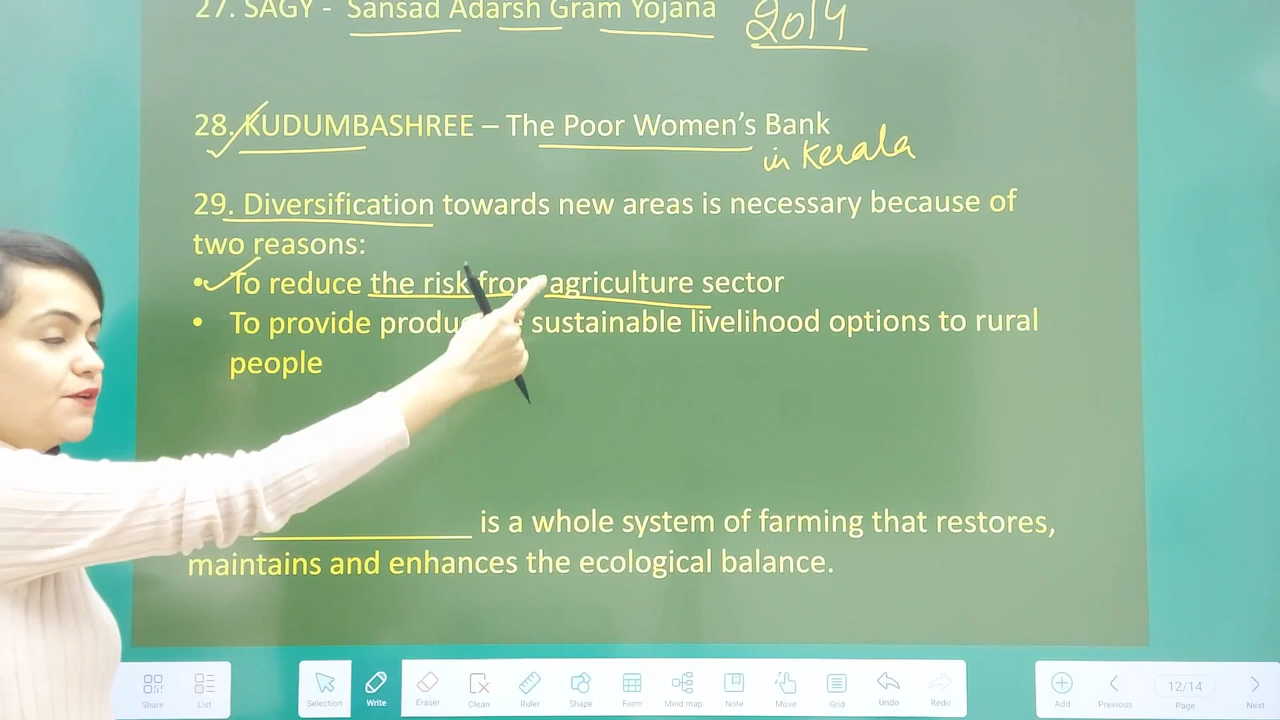 27. SAGY - Sansad Adarsh Gram Yojana 2014
28. KUDUMBASHREE – The Poor Women's Bank
in Kerala
29. Diversification towards new areas is necessary because of
two reasons:
• To reduce the risk from agriculture sector
• To provide sustainable livelihood options to rural
people
is a whole system of farming that restores,
maintains and enhances the ecological balance.
Share List Selection Write Eraser Clean Ruler Shape Form Mind map Note Move Grid Undo Redo Add Previous 12/14 Page Next